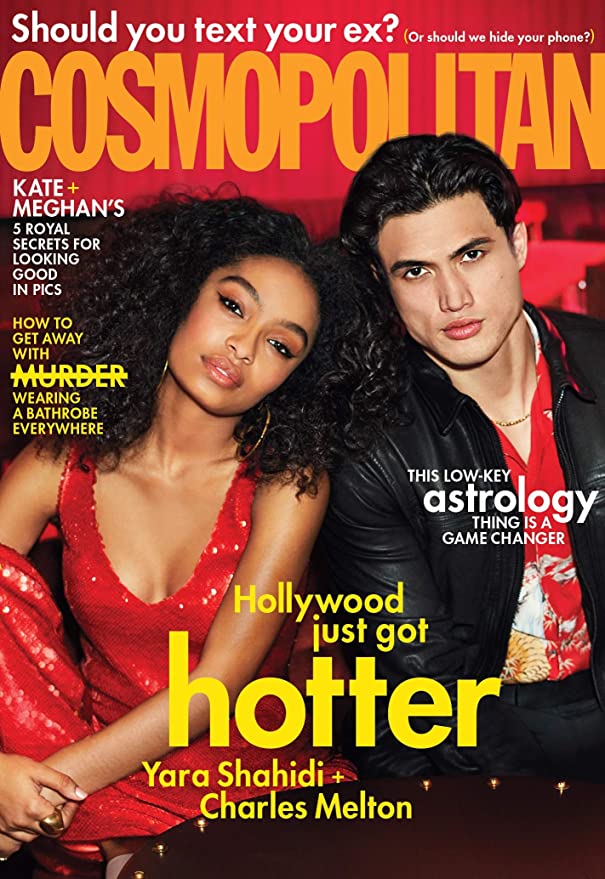 Should you text your ex? (Or should we hide your phone?)
COSMOPOLITAN
KATE +
MEGHAN'S
5 ROYAL
SECRETS FOR
LOOKING
GOOD
IN PICS
HOW TO
GET AWAY
WITH
MURDER
WEARING
A BATHROBE
EVERYWHERE
THIS LOW-KEY
astrology
THING IS A
GAME CHANGER
Hollywood
just got
hotter
Yara Shahidi +
Charles Melton